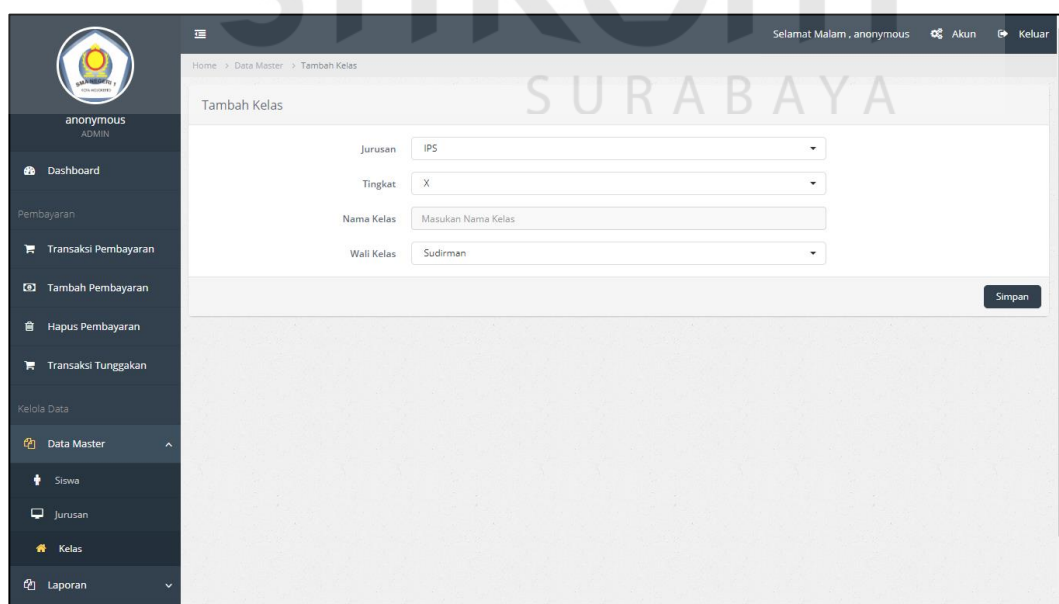 SURABAYA
Selamat Malam , anonymous Akun Keluar
Home > Data Master > Tambah Kelas
anonymous
ADMIN
Dashboard
Pembayaran
Transaksi Pembayaran
Tambah Pembayaran
Hapus Pembayaran
Transaksi Tunggakan
Kelola Data
Data Master
Siswa
Jurusan
Kelas
Laporan
Tambah Kelas
Jurusan IPS
Tingkat X
Nama Kelas Masukan Nama Kelas
Wali Kelas Sudirman
Simpan